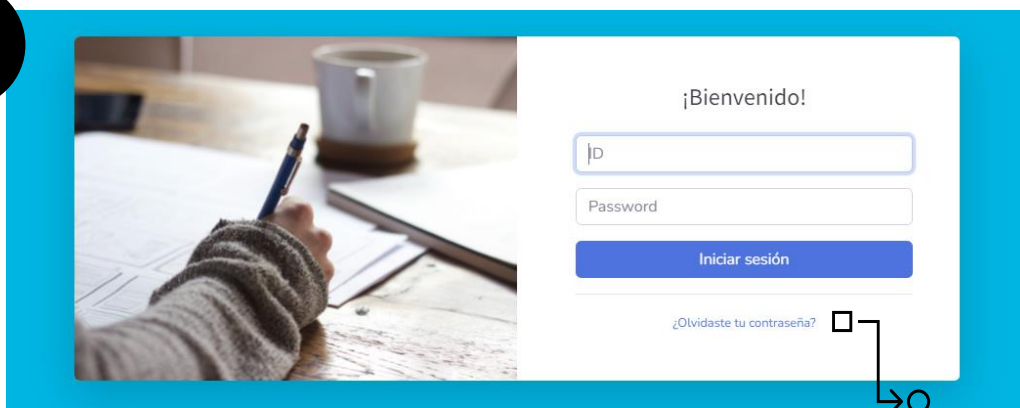 ¡Bienvenido!
ID
Password
Iniciar sesión
¿Olvidaste tu contraseña?